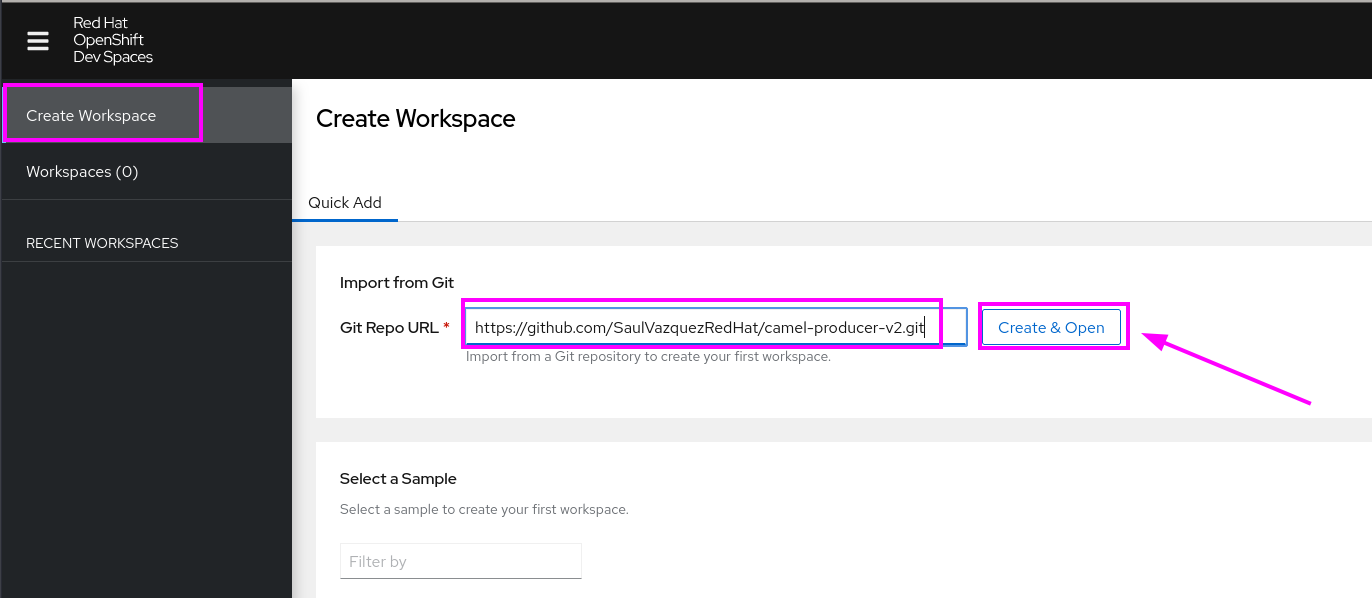 Red Hat
OpenShift
Dev Spaces
Create Workspace
Workspaces (0)
RECENT WORKSPACES
Create Workspace
Quick Add
Import from Git
Git Repo URL * https://github.com/SaulVazquezRedHat/camel-producer-v2.git Create & Open
Import from a Git repository to create your first workspace.
Select a Sample
Select a sample to create your first workspace.
Filter by